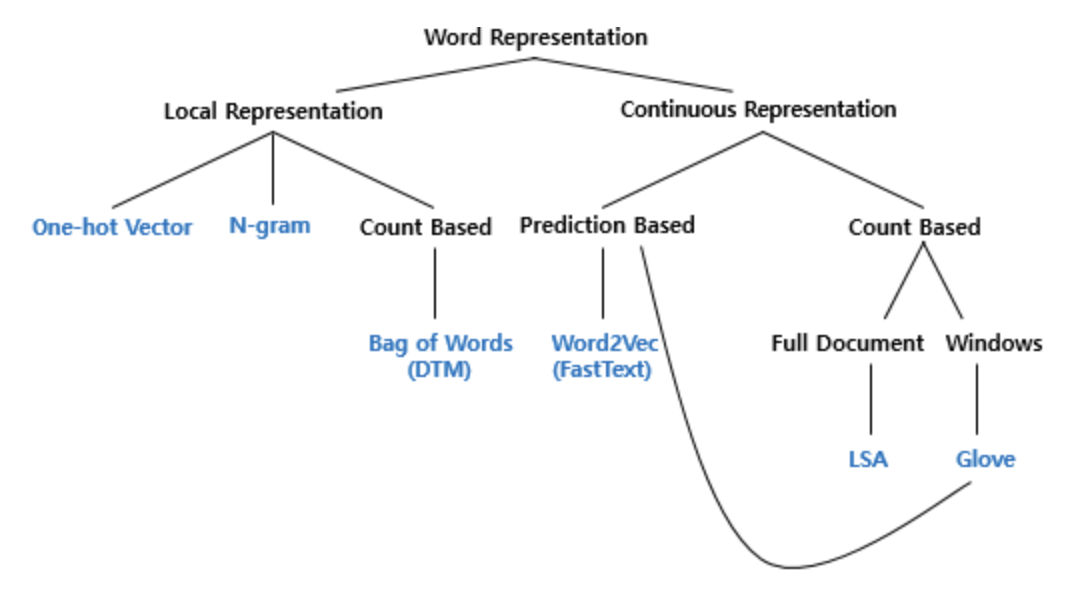 Word Representation
Local Representation
Continuous Representation
One-hot Vector
N-gram
Count Based
Prediction Based
Count Based
Bag of Words
(DTM)
Word2Vec
(FastText)
Full Document
Windows
LSA
Glove